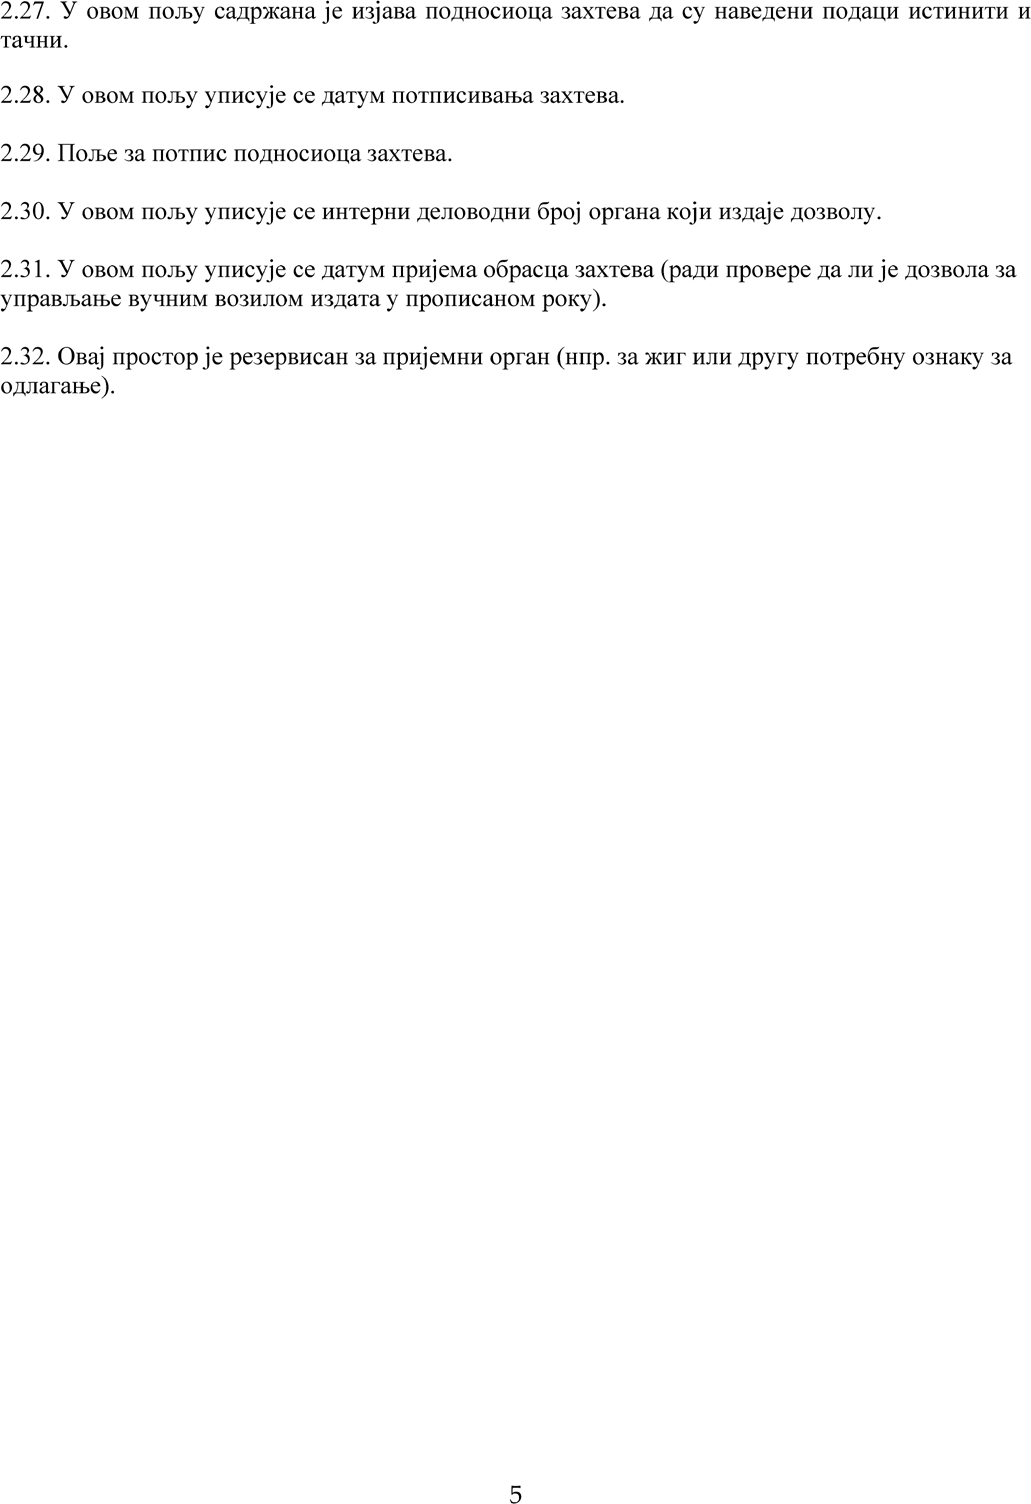 2.27. У овом пољу садржана је изјава подносиоца захтева да су наведени подаци истинити и
тачни.
2.28. У овом пољу уписује се датум потписивања захтева.
2.29. Поље за потпис подносиоца захтева.
2.30. У овом пољу уписује се интерни деловодни број органа који издаје дозволу.
2.31. У овом пољу уписује се датум пријема обрасца захтева (ради провере да ли је дозвола за
управљање вучним возилом издата у прописаном року).
2.32. Овај простор је резервисан за пријемни орган (нпр. за жиг или другу потребну ознаку за
одлагање).
5